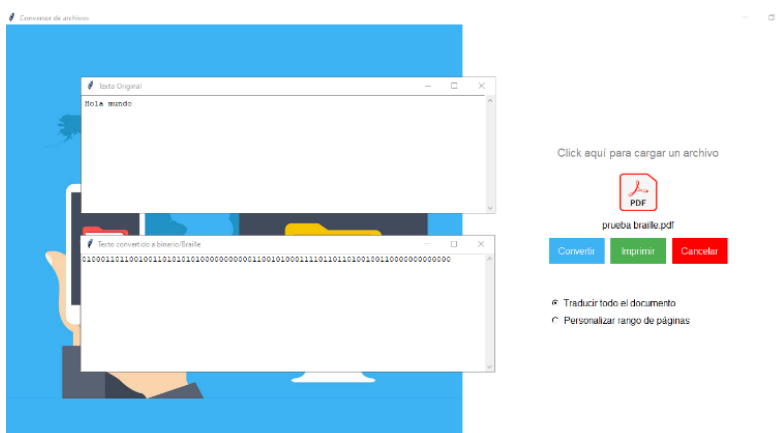 Conversor de archivos
Texto Original
Hola mundo
Click aquí para cargar un archivo
PDF
prueba braille.pdf
Convertir Imprimir Cancelar
Texto convertido a binario/Braille
010001101100100110101010100000000000110010100011110110110100100110000000000000
Traducir todo el documento
Personalizar rango de páginas